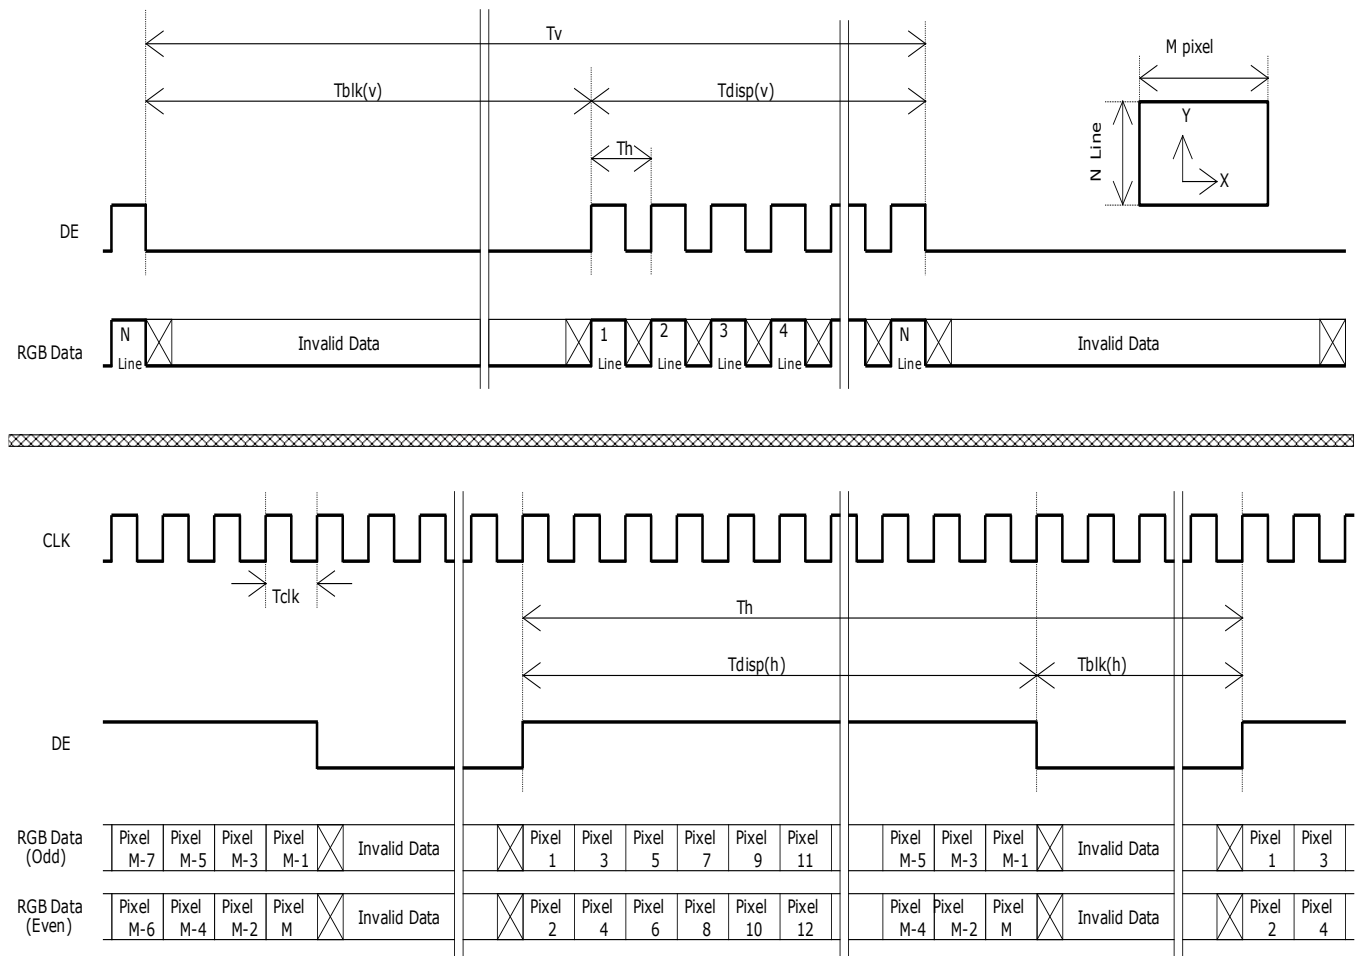 Tv
M pixel
Tblk(v) Tdisp(v)
Th
N Line
Y
X
DE
RGB Data
N Line Invalid Data 1 Line 2 Line 3 Line 4 Line N Line Invalid Data
CLK
Tclk
Th
Tdisp(h) Tblk(h)
DE
RGB Data (Odd)
Pixel M-7 Pixel M-5 Pixel M-3 Pixel M-1 Invalid Data Pixel 1 Pixel 3 Pixel 5 Pixel 7 Pixel 9 Pixel 11 Pixel M-5 Pixel M-3 Pixel M-1 Invalid Data Pixel 1 Pixel 3
RGB Data (Even)
Pixel M-6 Pixel M-4 Pixel M-2 Pixel M Invalid Data Pixel 2 Pixel 4 Pixel 6 Pixel 8 Pixel 10 Pixel 12 Pixel M-4 Pixel M-2 Pixel M Invalid Data Pixel 2 Pixel 4